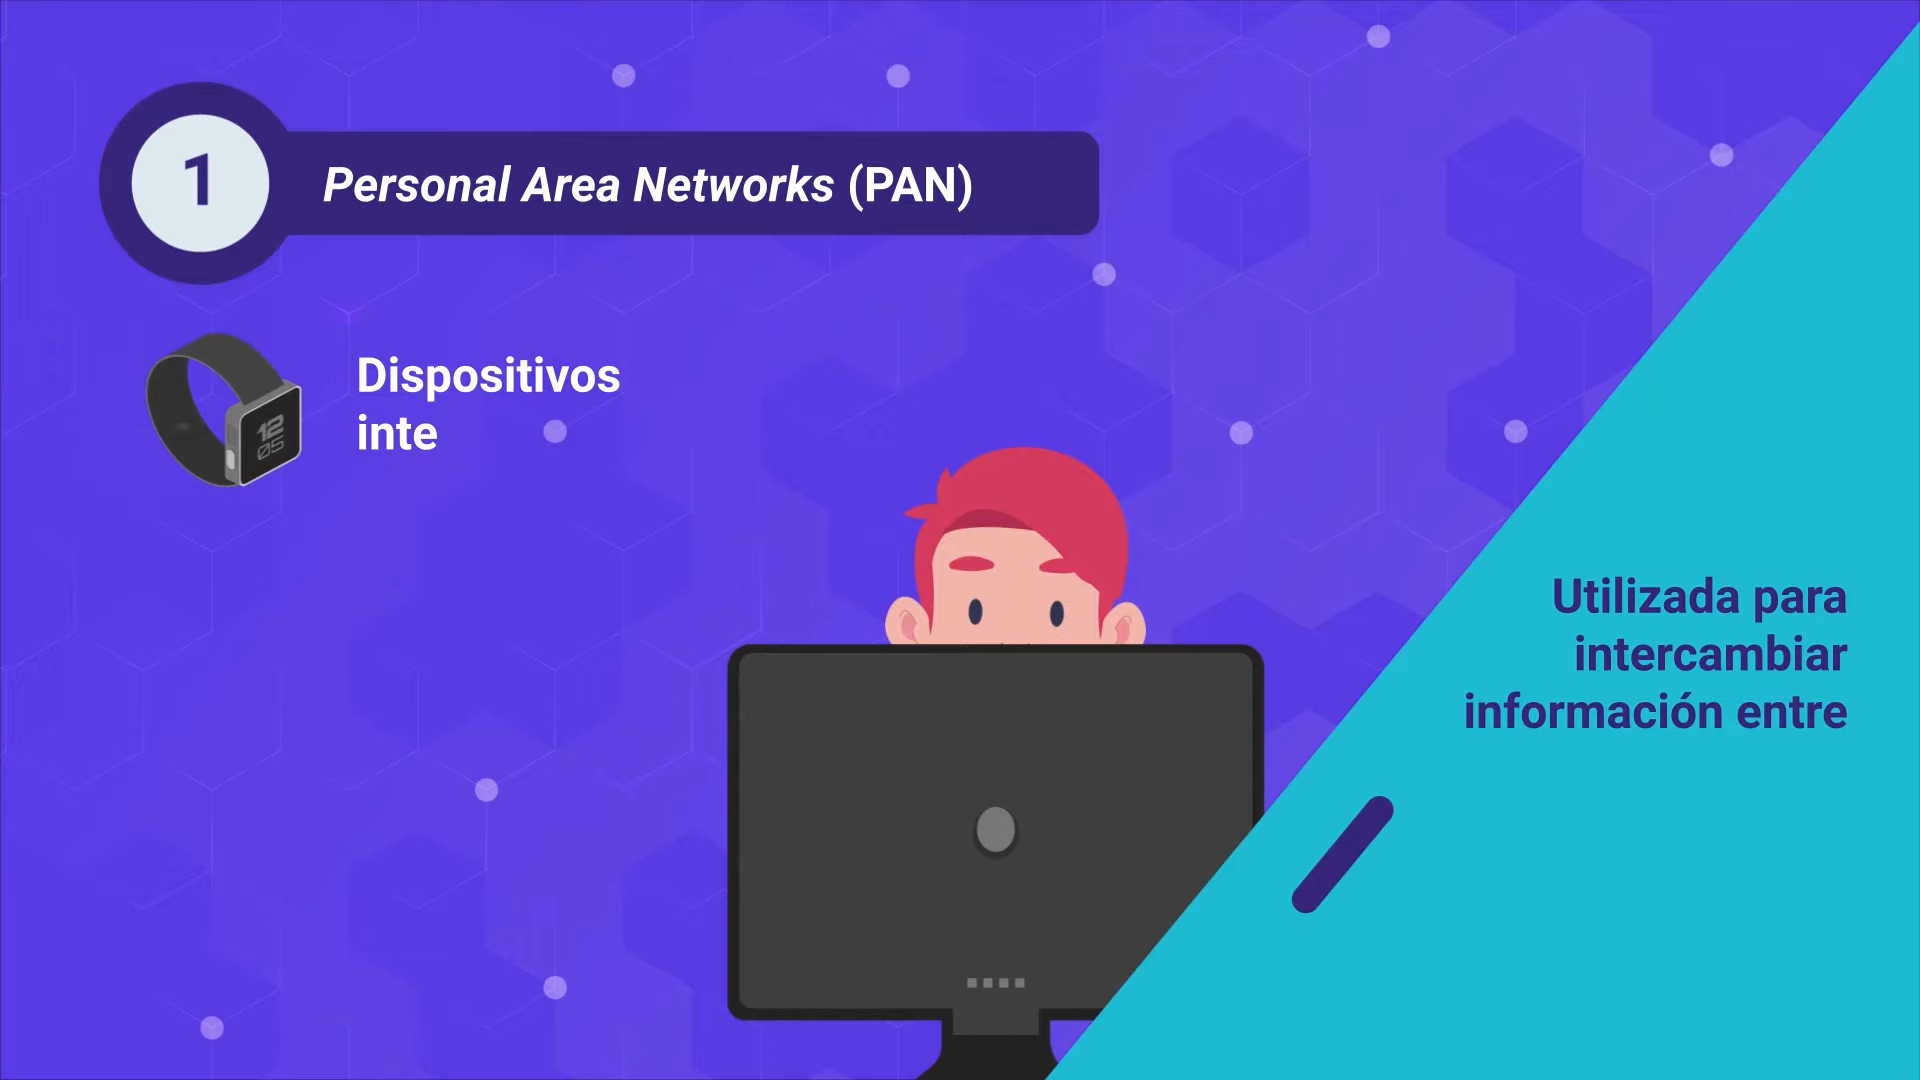 1
Personal Area Networks (PAN)
12
05
Dispositivos
inte
Utilizada para
intercambiar
información entre